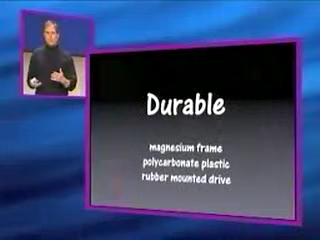 Durable
magnesium frame
polycarbonate plastic
rubber mounted drive